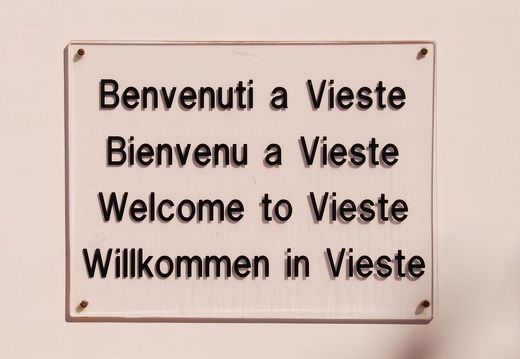 Benvenuti a Vieste
Bienvenu a Vieste
Welcome to Vieste
Willkommen in Vieste